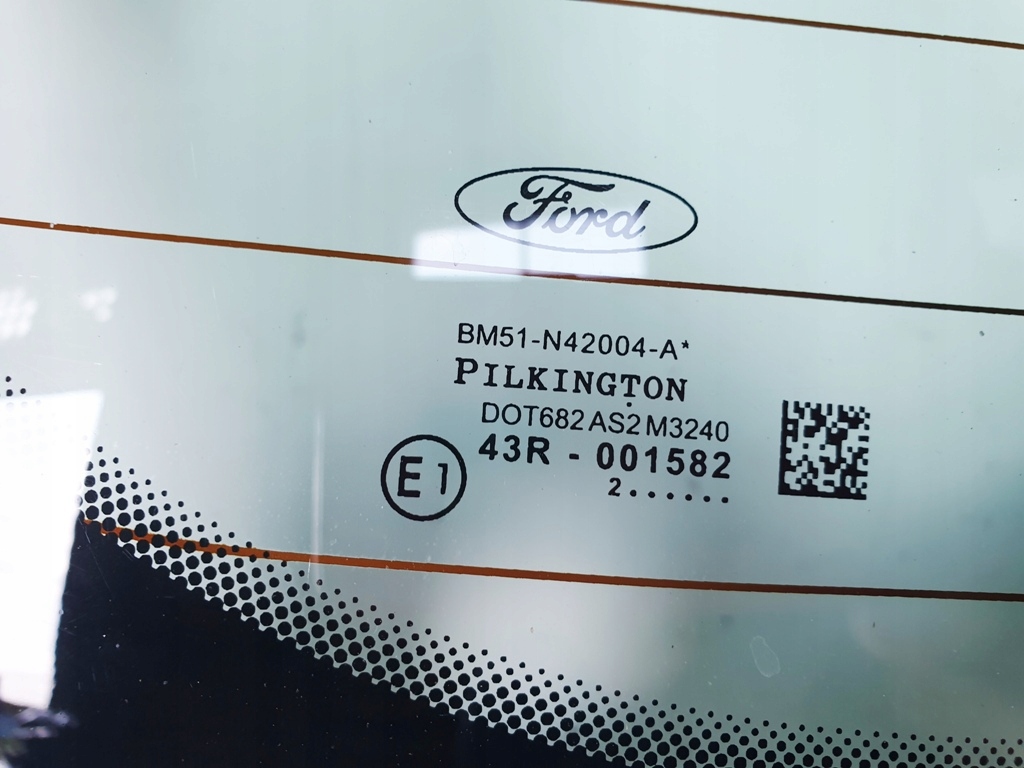 Ford
BM51-N42004-A*
PILKINGTON
DOT682 AS2 M3240
43R - 001582
E1
2......